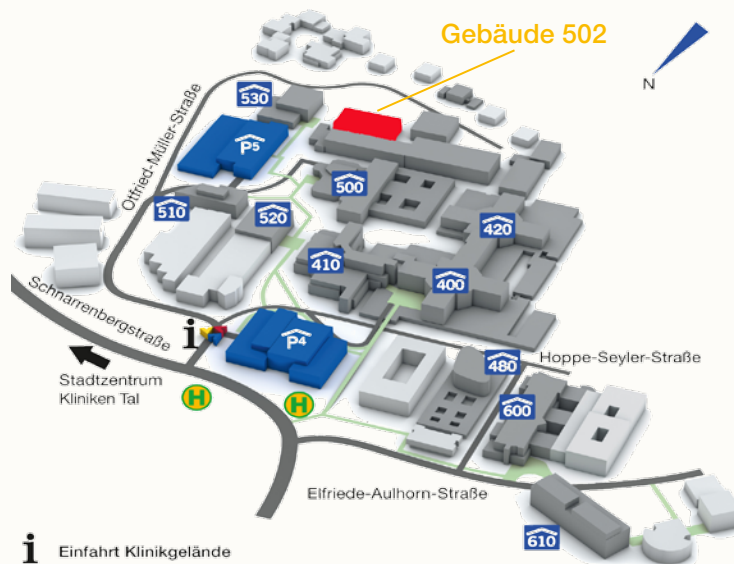 Gebäude 502
N
530
P5
Otfried-Müller-Straße
500
510
520
420
410
400
Schnarrenbergstraße
i
P4
Hoppe-Seyler-Straße
480
Stadtzentrum
Kliniken Tal
H
H
600
Elfriede-Aulhorn-Straße
610
i Einfahrt Klinikgelände